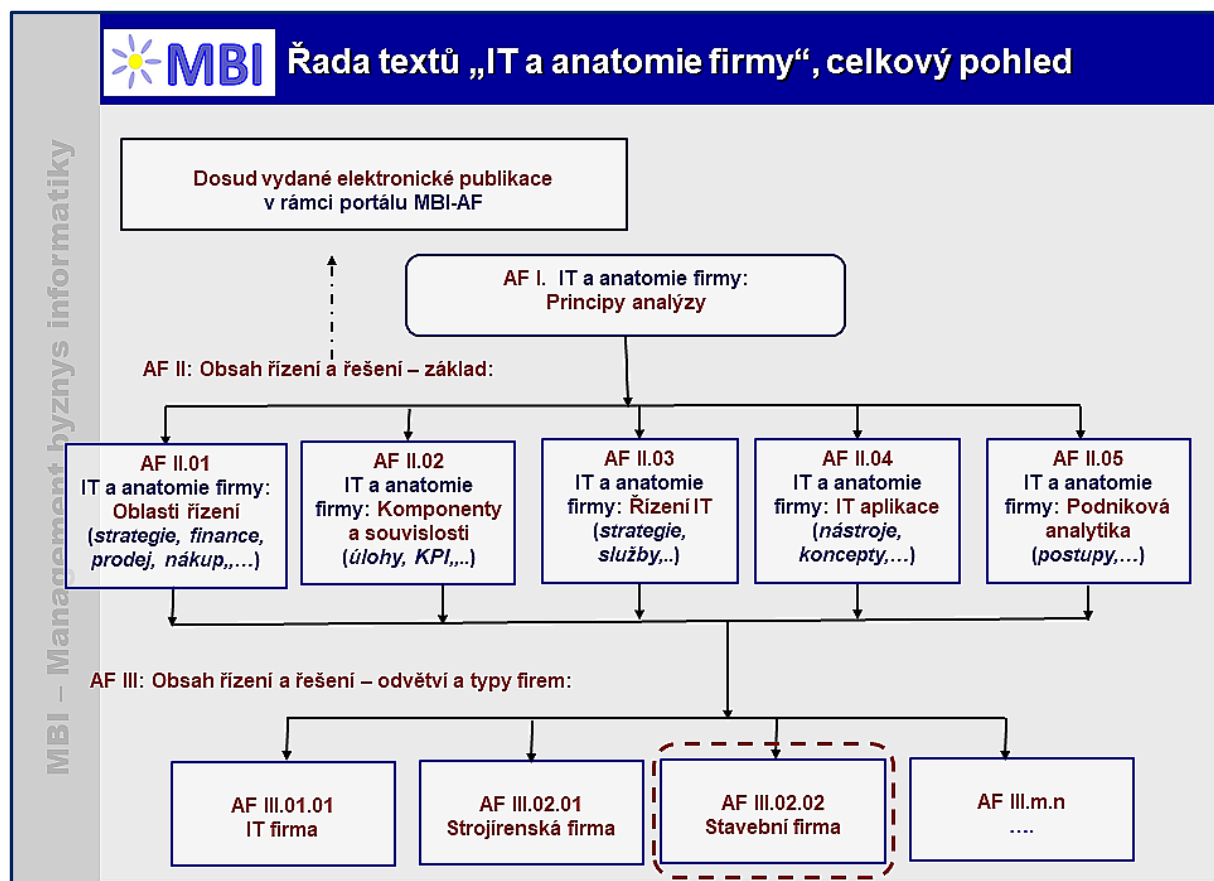 MBI
Řada textů „IT a anatomie firmy“, celkový pohled
MBI – Management byznys informatiky
Dosud vydané elektronické publikace
v rámci portálu MBI-AF
AF I. IT a anatomie firmy:
Principy analýzy
AF II: Obsah řízení a řešení – základ:
AF II.01
IT a anatomie firmy:
Oblasti řízení
(strategie, finance,
prodej, nákup,,…)
AF II.02
IT a anatomie
firmy: Komponenty
a souvislosti
(úlohy, KPI,,..)
AF II.03
IT a anatomie
firmy: Řízení IT
(strategie,
služby,..)
AF II.04
IT a anatomie
firmy: IT aplikace
(nástroje,
koncepty,…)
AF II.05
IT a anatomie
firmy: Podniková
analytika
(postupy,…)
AF III: Obsah řízení a řešení – odvětví a typy firem:
AF III.01.01
IT firma
AF III.02.01
Strojírenská firma
AF III.02.02
Stavební firma
AF III.m.n
….